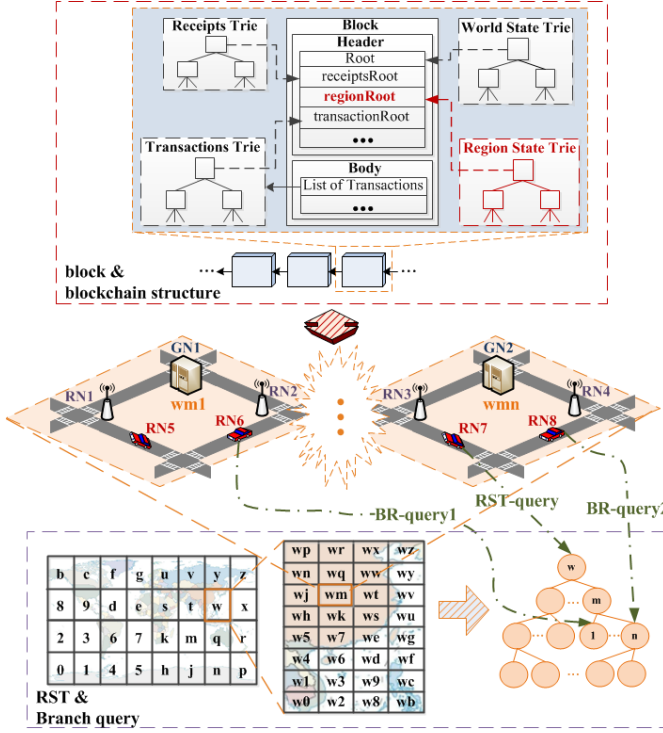 Receipts Trie
Block
Header
World State Trie
Root
receiptsRoot
regionRoot
transactionRoot
•••
Transactions Trie
Body
List of Transactions
•••
Region State Trie
block &
blockchain structure
••• •••
GN1
RN1
RN2
wm1
RN5
RN6
GN2
RN3
RN4
wmn
RN7
RN8
BR-query1
RST-query
BR-query2
b c f g u v y z
8 9 d e s t w x
2 3 6 7 k m q r
0 1 4 5 h j n p
wp wr wx wz
wn wq ww wy
wj wm wt wv
wh wk ws wu
w5 w7 we wg
w4 w6 wd wf
w1 w3 w9 wc
w0 w2 w8 wb
w
m
1 n
RST &
Branch query